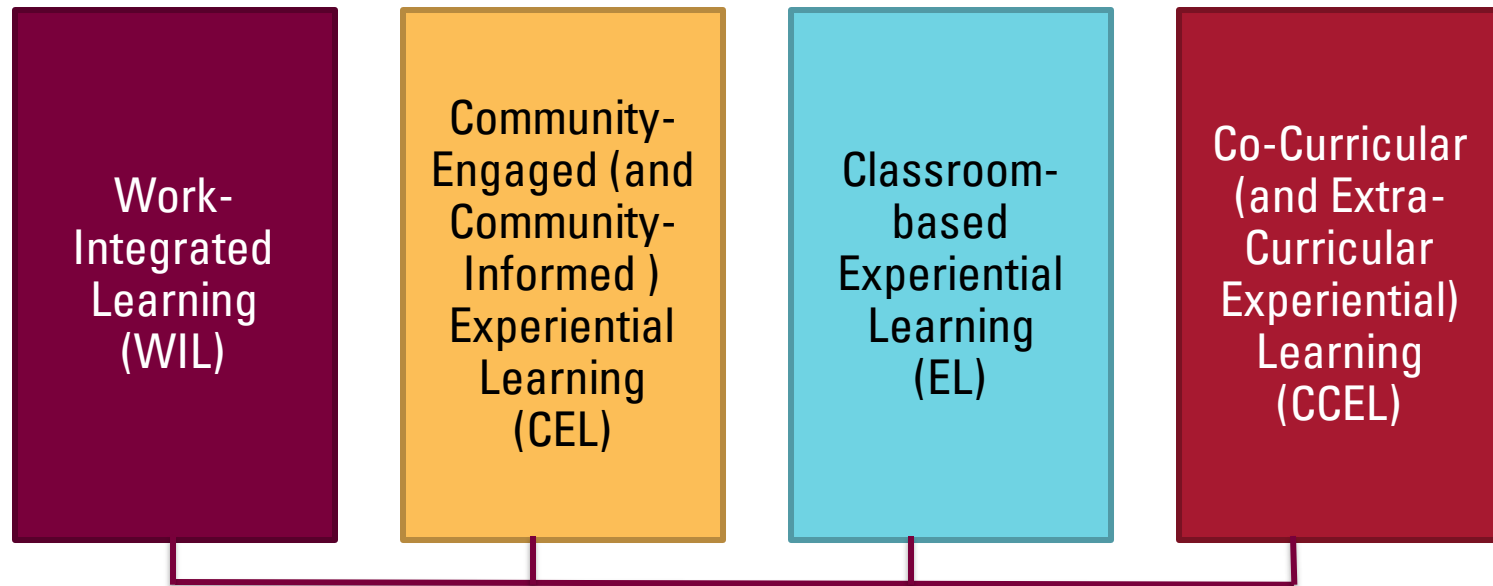 Work-
Integrated
Learning
(WIL)
Community-
Engaged (and
Community-
Informed )
Experiential
Learning
(CEL)
Classroom-
based
Experiential
Learning
(EL)
Co-Curricular
(and Extra-
Curricular
Experiential)
Learning
(CCEL)